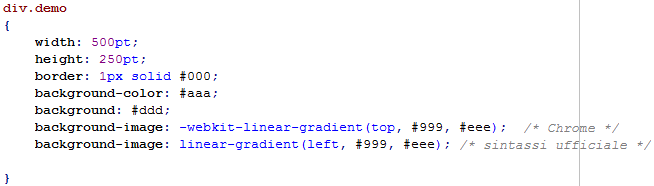 div.demo
{
    width: 500pt;
    height: 250pt;
    border: 1px solid #000;
    background-color: #aaa;
    background: #ddd;
    background-image: -webkit-linear-gradient(top, #999, #eee);  /* Chrome */
    background-image: linear-gradient(left, #999, #eee); /* sintassi ufficiale */
}